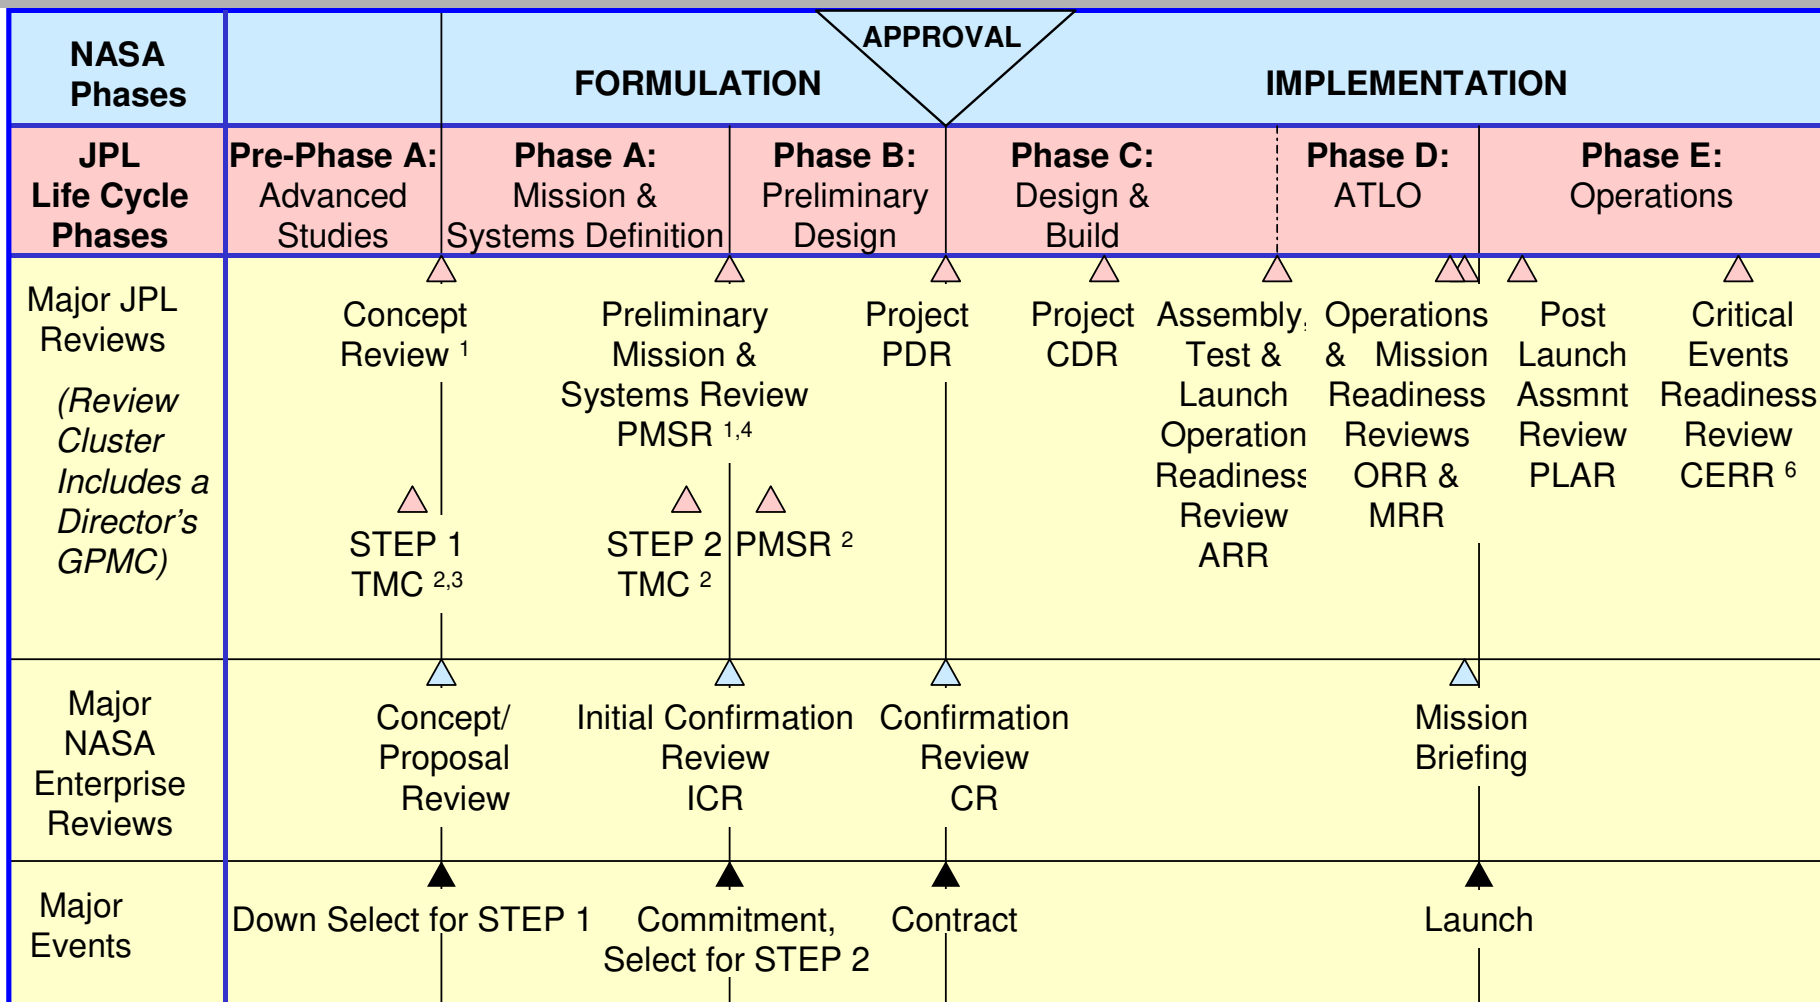 NASA
Phases
FORMULATION
APPROVAL
IMPLEMENTATION
JPL
Life Cycle
Phases
Pre-Phase A:
Advanced
Studies
Phase A:
Mission &
Systems Definition
Phase B:
Preliminary
Design
Phase C:
Design &
Build
Phase D:
ATLO
Phase E:
Operations
Major JPL
Reviews
(Review
Cluster
Includes a
Director's
GPMC)
Concept
Review 1
Preliminary
Mission &
Systems Review
PMSR 1,4
Project
PDR
Project
CDR
Assembly,
Test &
Launch
Operation
Readiness
Review
ARR
Operations
& Mission
Readiness
Reviews
ORR &
MRR
Post
Launch
Assmnt
Review
PLAR
Critical
Events
Readiness
Review
CERR 6
STEP 1
TMC 2,3
STEP 2
TMC 2
PMSR 2
Major
NASA
Enterprise
Reviews
Concept/
Proposal
Review
Initial Confirmation
Review
ICR
Confirmation
Review
CR
Mission
Briefing
Major
Events
Down Select for STEP 1
Commitment,
Select for STEP 2
Contract
Launch